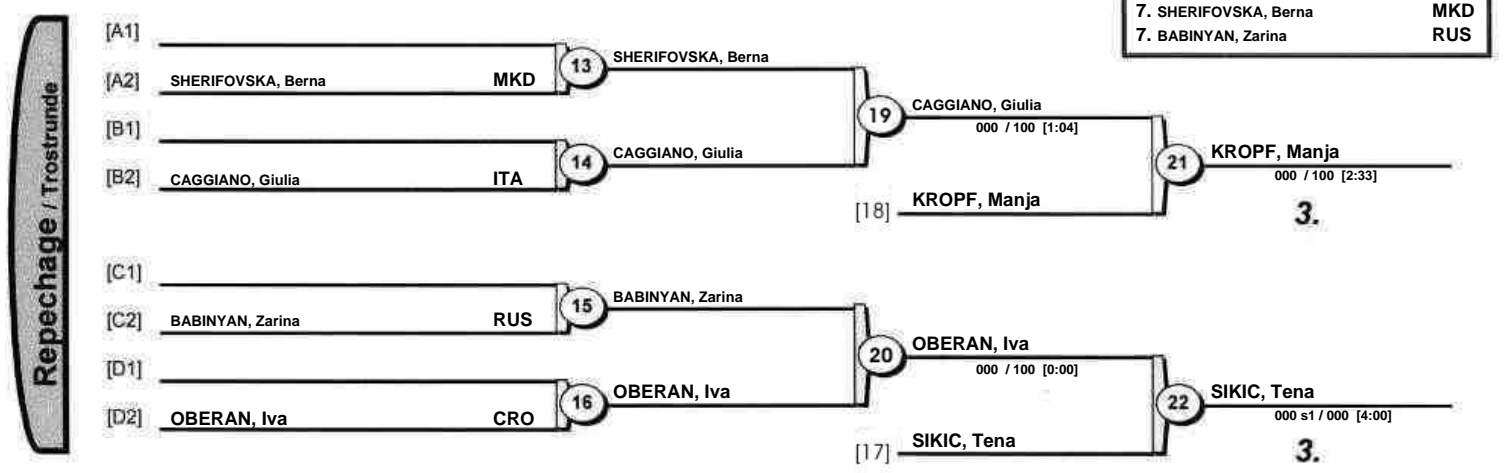 7. SHERIFOVSKA, Berna MKD
7. BABINYAN, Zarina RUS
Repechage / Trostrunde
[A1]
13 SHERIFOVSKA, Berna
[A2] SHERIFOVSKA, Berna MKD
19 CAGGIANO, Giulia
000 / 100 [1:04]
[B1]
14 CAGGIANO, Giulia
[B2] CAGGIANO, Giulia ITA
21 KROPF, Manja
000 / 100 [2:33]
[18] KROPF, Manja
3.
[C1]
15 BABINYAN, Zarina
[C2] BABINYAN, Zarina RUS
20 OBERAN, Iva
000 / 100 [0:00]
[D1]
16 OBERAN, Iva
[D2] OBERAN, Iva CRO
22 SIKIC, Tena
000 s1 / 000 [4:00]
[17] SIKIC, Tena
3.